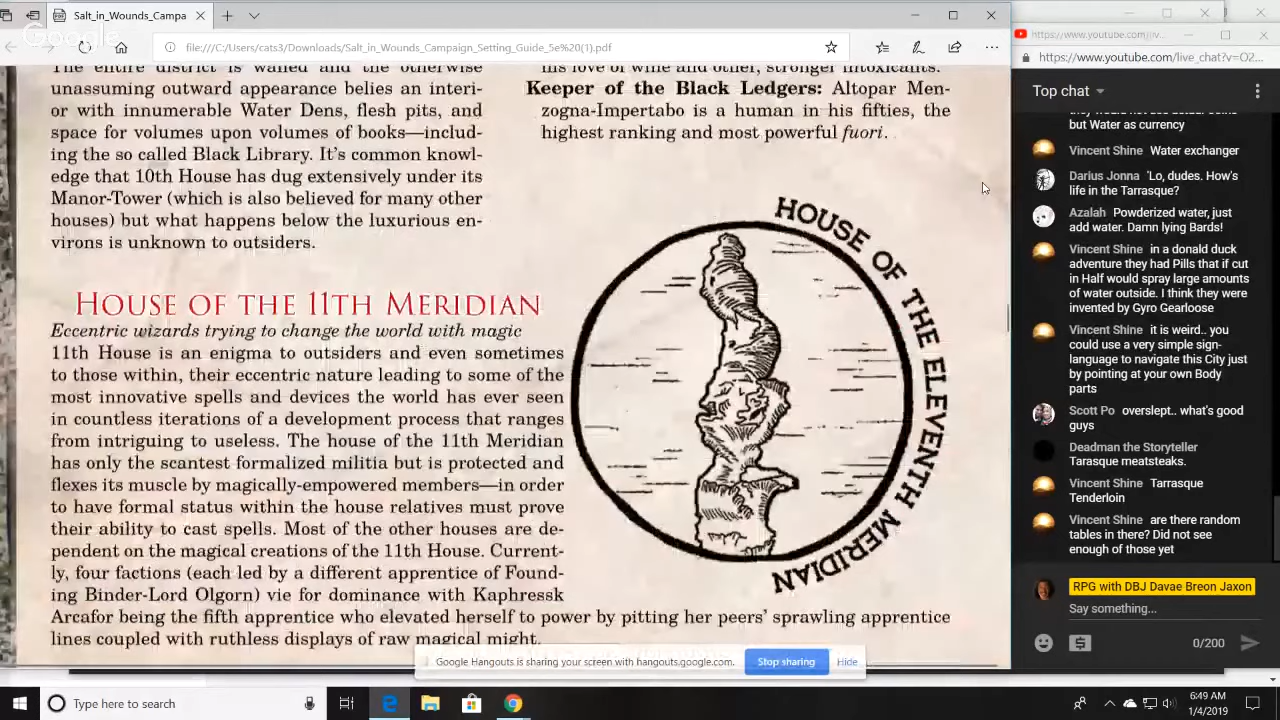 Salt_in_Wounds_Campa
Google
file:///C:/Users/cats3/Downloads/Salt_in_Wounds_Campaign_Setting_Guide_5e%20(1).pdf
The entire district is walled and the otherwise
unassuming outward appearance belies an interi-
or with innumerable Water Dens, flesh pits, and
space for volumes upon volumes of books—includ-
ing the so called Black Library. It's common knowl-
edge that 10th House has dug extensively under its
Manor-Tower (which is also believed for many other
houses) but what happens below the luxurious en-
virons is unknown to outsiders.
his love of wine and other, stronger intoxicants.
Keeper of the Black Ledgers: Altopar Men-
zogna-Impertabo is a human in his fifties, the
highest ranking and most powerful fuori.
HOUSE OF THE 11TH MERIDIAN
Eccentric wizards trying to change the world with magic
11th House is an enigma to outsiders and even sometimes
to those within, their eccentric nature leading to some of the
most innovative spells and devices the world has ever seen
in countless iterations of a development process that ranges
from intriguing to useless. The house of the 11th Meridian
has only the scantest formalized militia but is protected and
flexes its muscle by magically-empowered members—in order
to have formal status within the house relatives must prove
their ability to cast spells. Most of the other houses are de-
pendent on the magical creations of the 11th House. Current-
ly, four factions (each led by a different apprentice of Found-
ing Binder-Lord Olgorn) vie for dominance with Kaphressk
Arcafor being the fifth apprentice who elevated herself to power by pitting her peers' sprawling apprentice
lines coupled with ruthless displays of raw magical might.
HOUSE OF THE ELEVENTH MERIDIAN
Google Hangouts is sharing your screen with hangouts.google.com.
Stop sharing
Hide
https://www.youtube.com/liv...
https://www.youtube.com/live_chat?v=O2...
Top chat
but Water as currency
Vincent Shine Water exchanger
Darius Jonna 'Lo, dudes. How's
life in the Tarrasque?
Azalah Powderized water, just
add water. Damn lying Bards!
Vincent Shine in a donald duck
adventure they had Pills that if cut
in Half would spray large amounts
of water outside. I think they were
invented by Gyro Gearloose
Vincent Shine it is weird.. you
could use a very simple sign-
language to navigate this City just
by pointing at your own Body
parts
Scott Po overslept.. what's good
guys
Deadman the Storyteller
Tarasque meatsteaks.
Vincent Shine Tarrasque
Tenderloin
Vincent Shine are there random
tables in there? Did not see
enough of those yet
RPG with DBJ Davae Breon Jaxon
Say something...
0/200
Type here to search
6:49 AM
1/4/2019